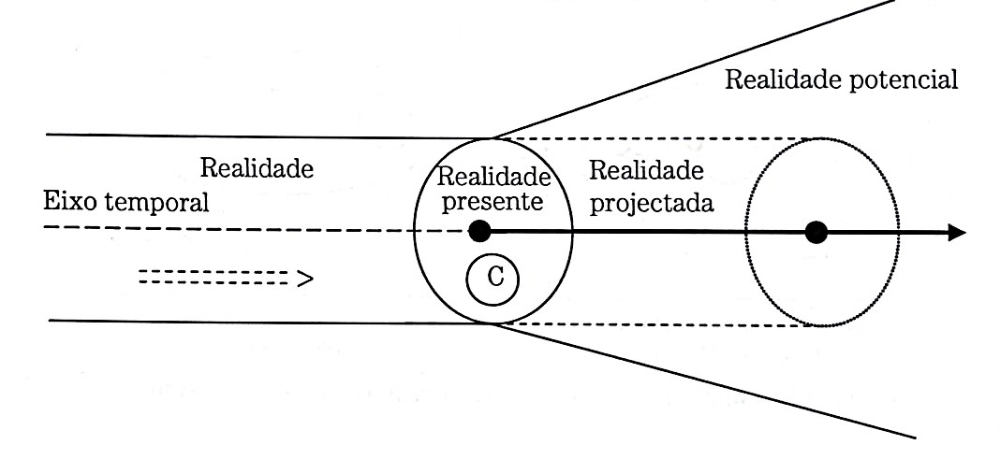 Realidade potencial
Realidade
Eixo temporal
Realidade
presente
Realidade
projectada
C